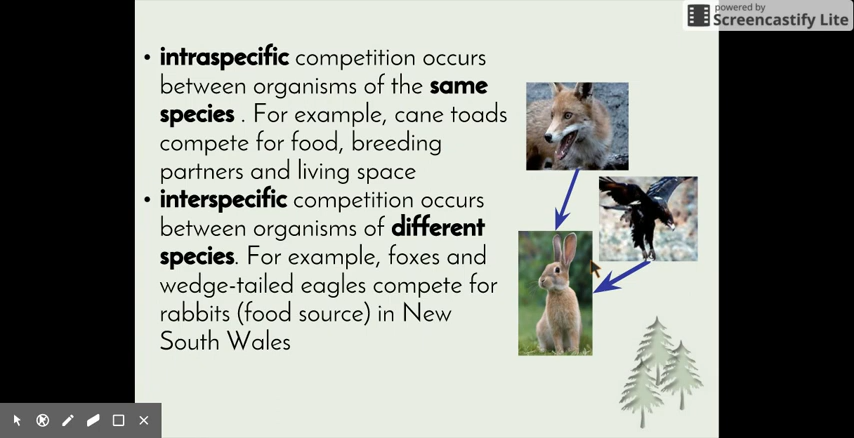 powered by
Screencastify Lite
• intraspecific competition occurs
between organisms of the same
species . For example, cane toads
compete for food, breeding
partners and living space
• interspecific competition occurs
between organisms of different
species. For example, foxes and
wedge-tailed eagles compete for
rabbits (food source) in New
South Wales